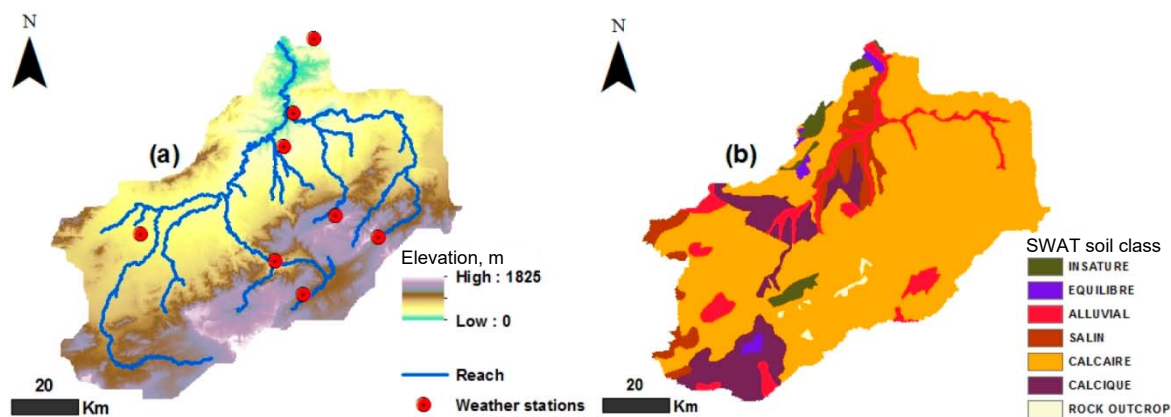 N
(a)
Elevation, m
High : 1825
Low : 0
Reach
Weather stations
20
Km
N
(b)
SWAT soil class
INSATURE
EQUILIBRE
ALLUVIAL
SALIN
CALCAIRE
CALCIQUE
ROCK OUTCROP
20
Km